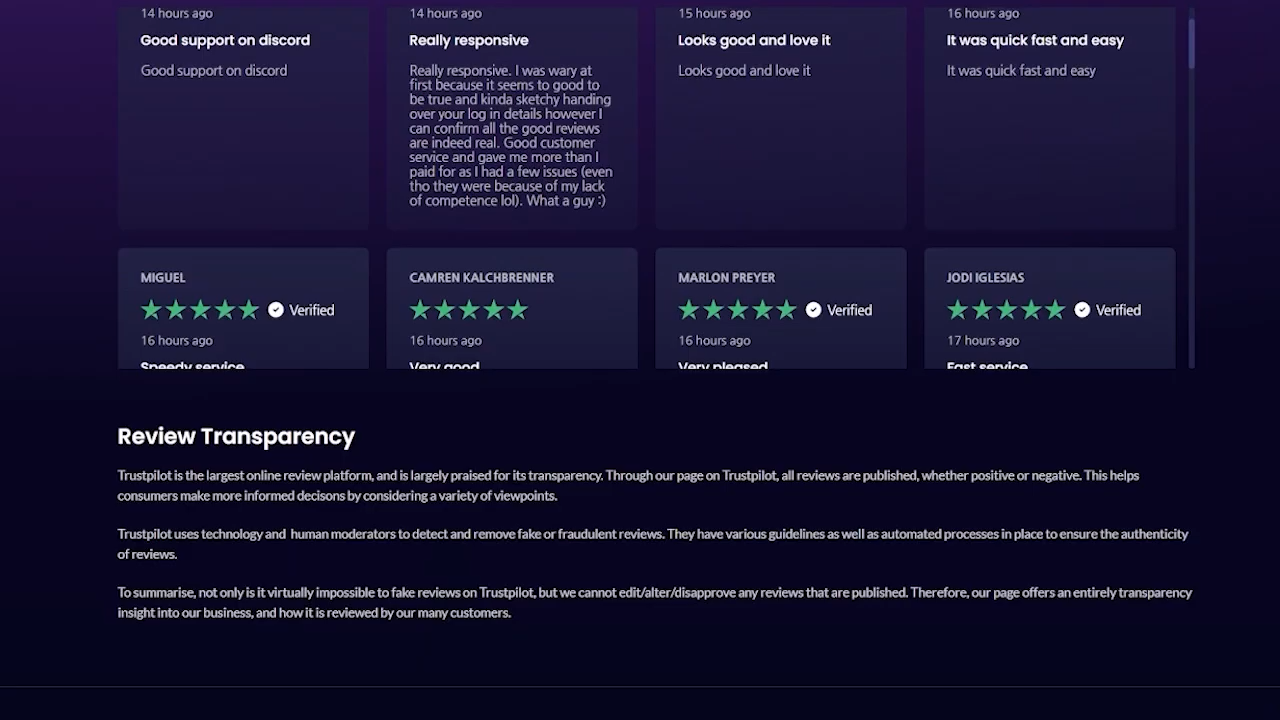 14 hours ago
Good support on discord
Good support on discord
14 hours ago
Really responsive
Really responsive. I was wary at
first because it seems to good to
be true and kinda sketchy handing
over your log in details however I
can confirm all the good reviews
are indeed real. Good customer
service and gave me more than I
paid for as I had a few issues (even
tho they were because of my lack
of competence lol). What a guy :)
15 hours ago
Looks good and love it
Looks good and love it
16 hours ago
It was quick fast and easy
It was quick fast and easy
MIGUEL
Verified
16 hours ago
Speedy service
CAMREN KALCHBRENNER
16 hours ago
Very good
MARLON PREYER
Verified
16 hours ago
Very pleased
JODI IGLESIAS
Verified
17 hours ago
Fast service
Review Transparency
Trustpilot is the largest online review platform, and is largely praised for its transparency. Through our page on Trustpilot, all reviews are published, whether positive or negative. This helps
consumers make more informed decisons by considering a variety of viewpoints.
Trustpilot uses technology and human moderators to detect and remove fake or fraudulent reviews. They have various guidelines as well as automated processes in place to ensure the authenticity
of reviews.
To summarise, not only is it virtually impossible to fake reviews on Trustpilot, but we cannot edit/alter/disapprove any reviews that are published. Therefore, our page offers an entirely transparency
insight into our business, and how it is reviewed by our many customers.